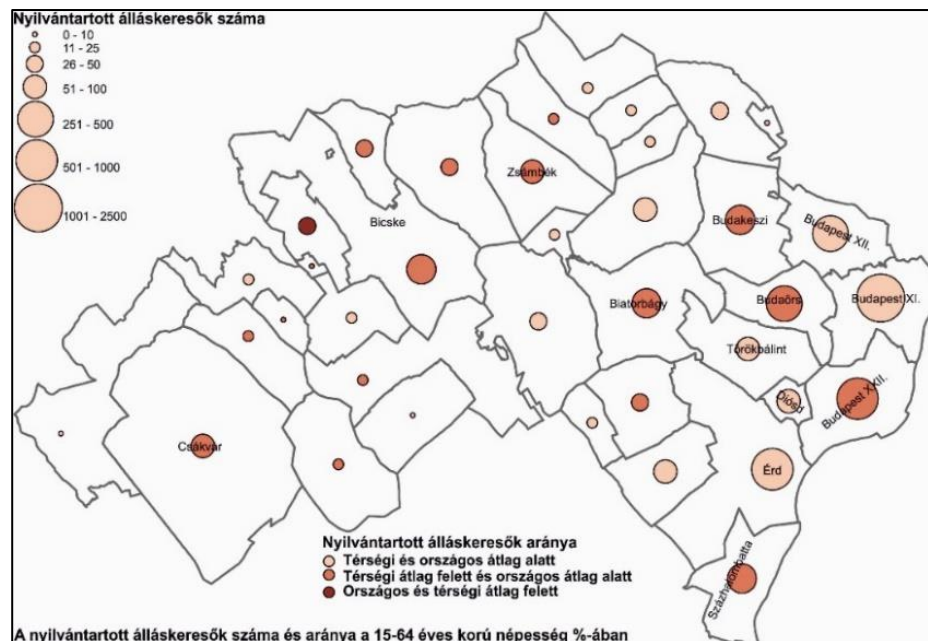 Nyilvántartott álláskeresők száma
0 - 10
11 - 25
26 - 50
51 - 100
251 - 500
501 - 1000
1001 - 2500
Zsámbék
Bicske
Budakeszi
Budapest XII.
Biatorbágy
Budaörs
Budapest XI.
Törökbálint
Diósd
Budapest XXII.
Csákvár
Érd
Százhalombatta
Nyilvántartott álláskeresők aránya
Térségi és országos átlag alatt
Térségi átlag felett és országos átlag alatt
Országos és térségi átlag felett
A nyilvántartott álláskeresők száma és aránya a 15-64 éves korú népesség %-ában